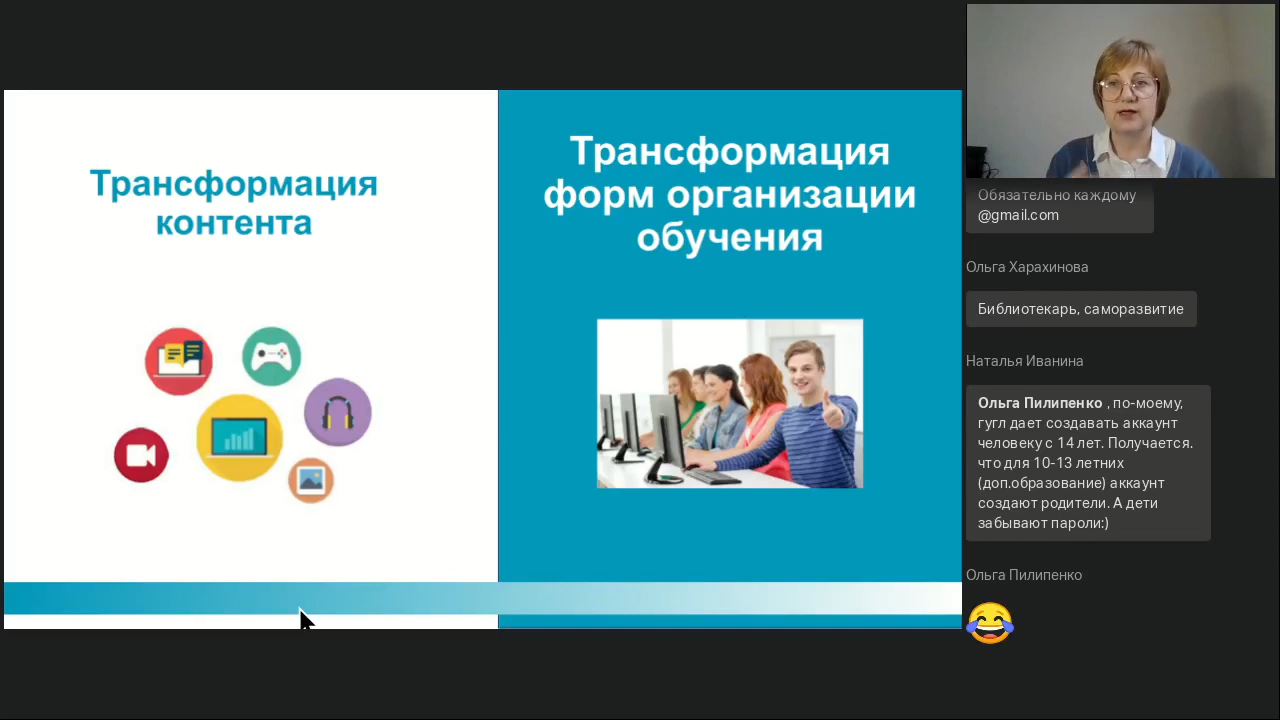 Трансформация
контента
Трансформация
форм организации
обучения
Обязательно каждому
@gmail.com
Ольга Харахинова
Библиотекарь, саморазвитие
Наталья Иванина
Ольга Пилипенко , по-моему,
гугл дает создавать аккаунт
человеку с 14 лет. Получается.
что для 10-13 летних
(доп.образование) аккаунт
создают родители. А дети
забывают пароли:)
Ольга Пилипенко